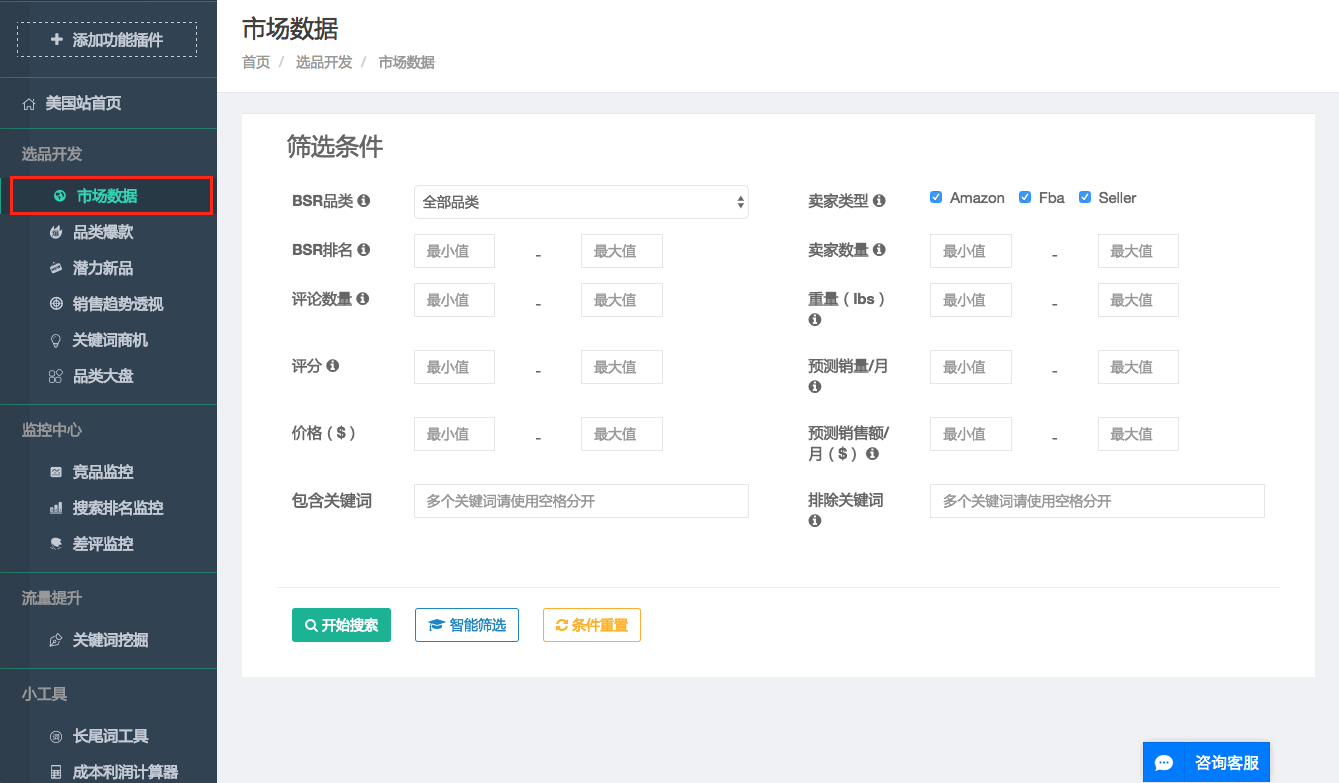 添加功能插件
美国站首页
选品开发
市场数据
品类爆款
潜力新品
销售趋势透视
关键词商机
品类大盘
监控中心
竞品监控
搜索排名监控
差评监控
流量提升
关键词挖掘
小工具
长尾词工具
成本利润计算器
市场数据
首页 / 选品开发 / 市场数据
筛选条件
BSR品类 全部品类 卖家类型 Amazon Fba Seller
BSR排名 最小值 - 最大值 卖家数量 最小值 - 最大值
评论数量 最小值 - 最大值 重量 ( lbs ) 最小值 - 最大值
评分 最小值 - 最大值 预测销量/月 最小值 - 最大值
价格 ( $ ) 最小值 - 最大值 预测销售额/ 最小值 - 最大值
月 ( $ )
包含关键词 多个关键词请使用空格分开 排除关键词 多个关键词请使用空格分开
开始搜索 智能筛选 条件重置
咨询客服